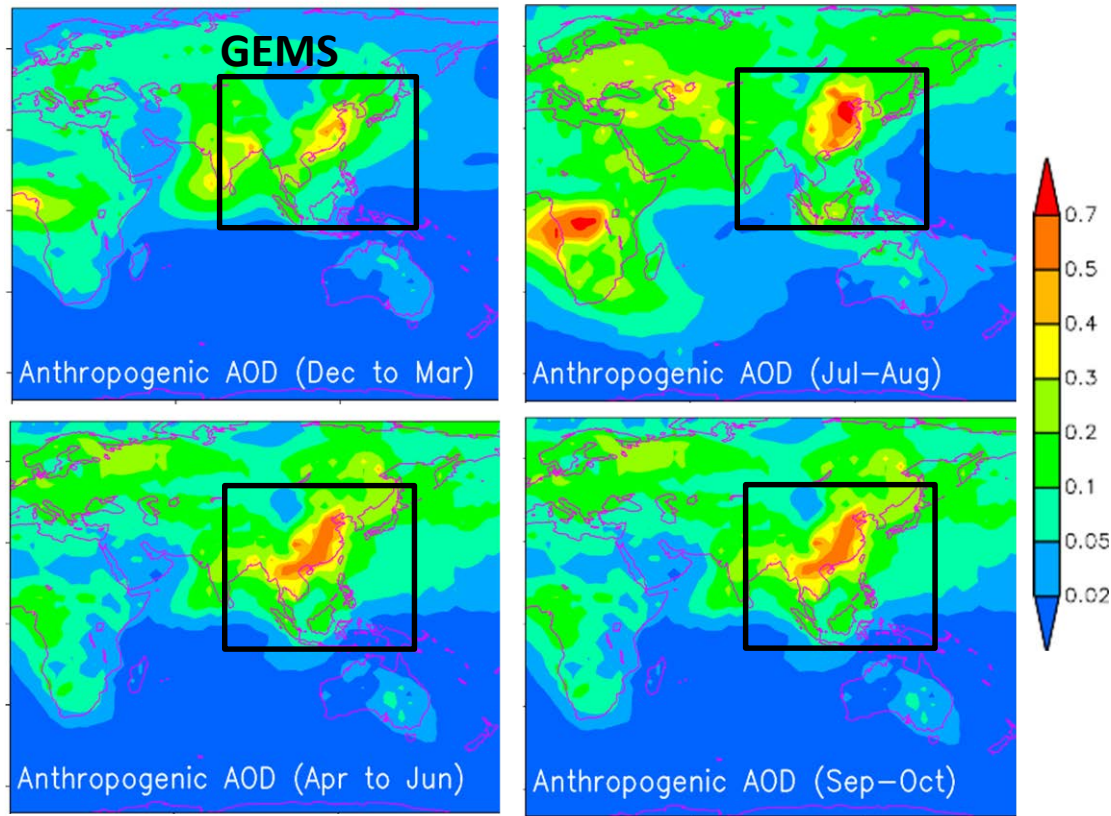 GEMS
Anthropogenic AOD (Dec to Mar)
Anthropogenic AOD (Jul-Aug)
0.7
0.5
0.4
0.3
0.2
0.1
0.05
0.02
Anthropogenic AOD (Apr to Jun)
Anthropogenic AOD (Sep-Oct)